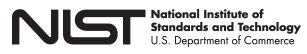 NIST
National Institute of
Standards and Technology
U.S. Department of Commerce